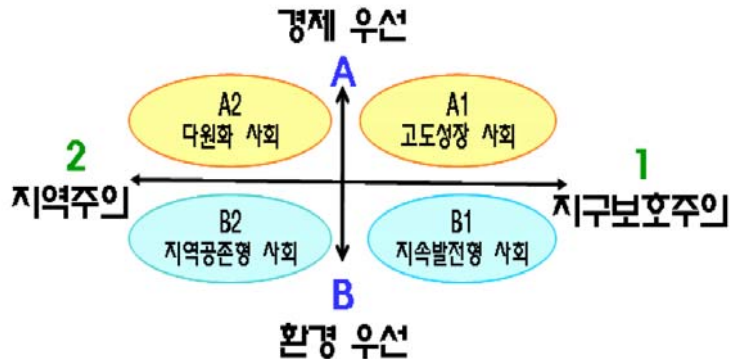 경제 우선
A
A2
다원화 사회
A1
고도성장 사회
2
지역주의
1
지구보호주의
B2
지역공존형 사회
B1
지속발전형 사회
B
환경 우선